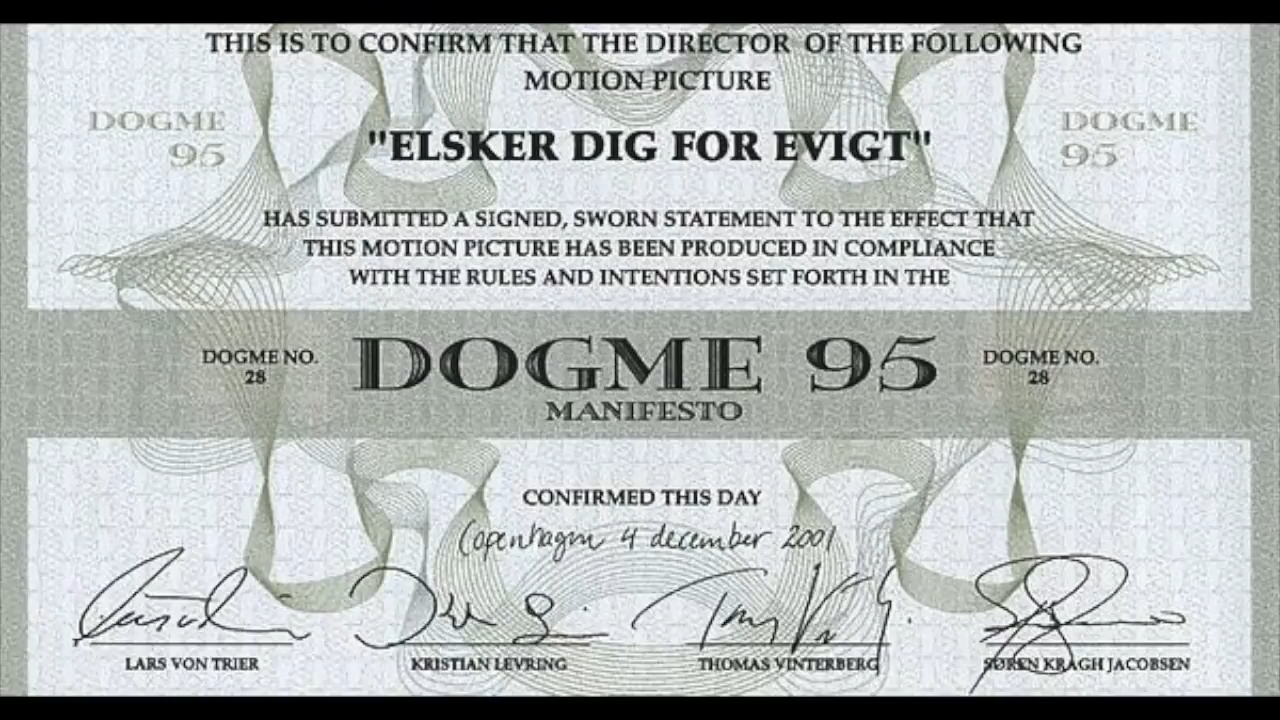 THIS IS TO CONFIRM THAT THE DIRECTOR OF THE FOLLOWING
MOTION PICTURE
DOGME
95
"ELSKER DIG FOR EVIGT"
DOGME
95
HAS SUBMITTED A SIGNED, SWORN STATEMENT TO THE EFFECT THAT
THIS MOTION PICTURE HAS BEEN PRODUCED IN COMPLIANCE
WITH THE RULES AND INTENTIONS SET FORTH IN THE
DOGME NO.
28
DOGME 95
MANIFESTO
DOGME NO.
28
CONFIRMED THIS DAY
Copenhagen 4 december 2001
LARS VON TRIER
KRISTIAN LEVRING
THOMAS VINTERBERG
SØREN KRAGH JACOBSEN